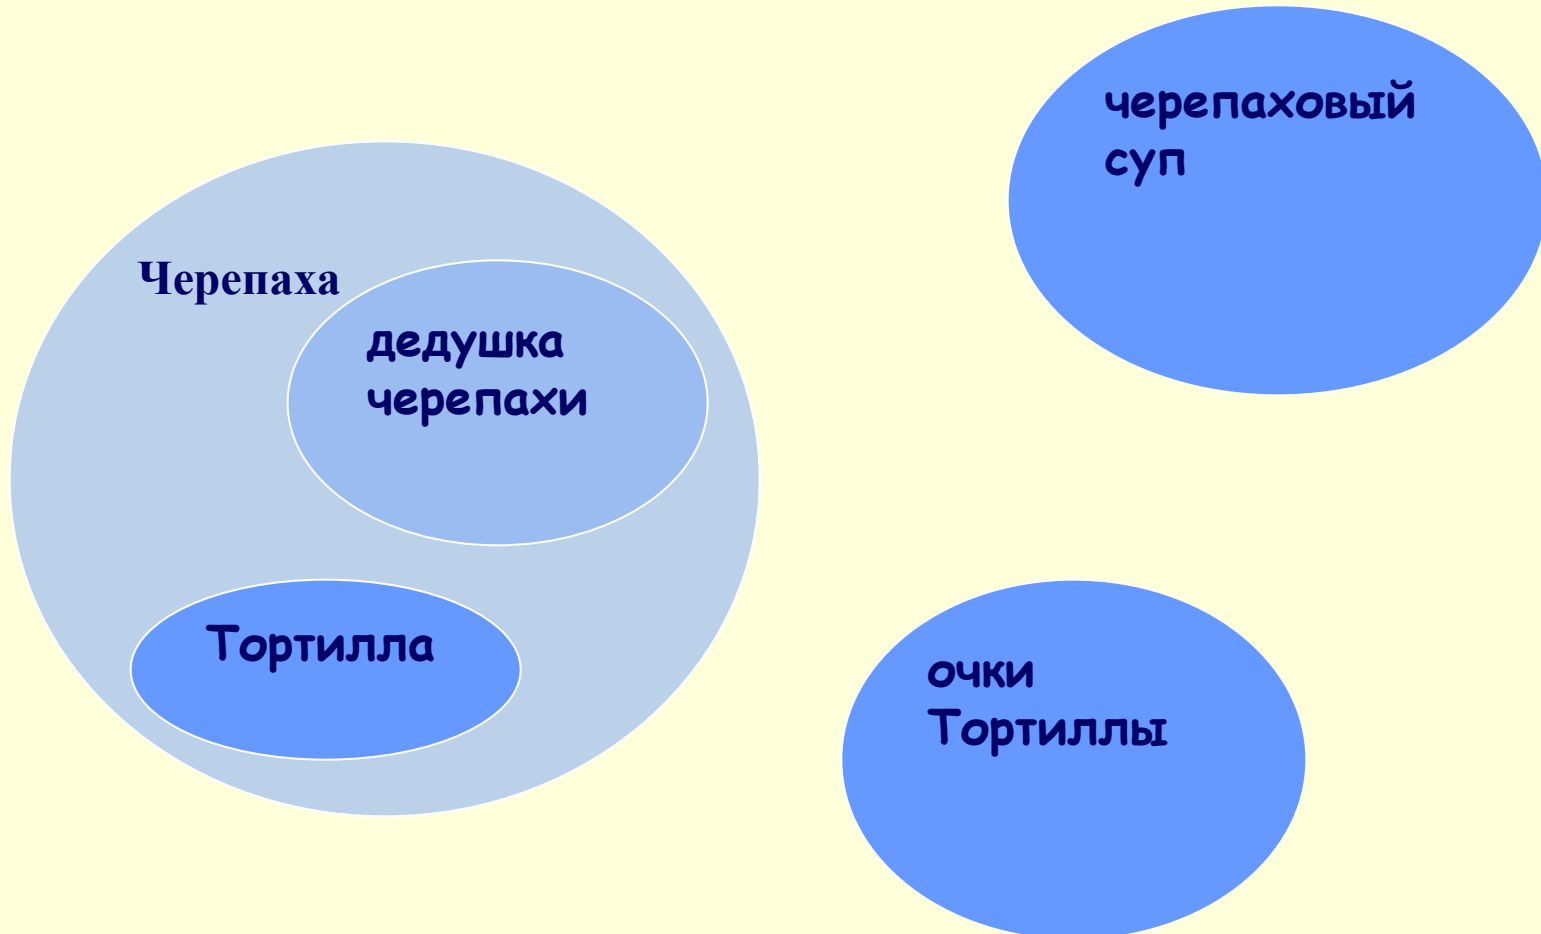 черепаховый
суп
Черепаха
дедушка
черепахи
Тортилла
очки
Тортиллы